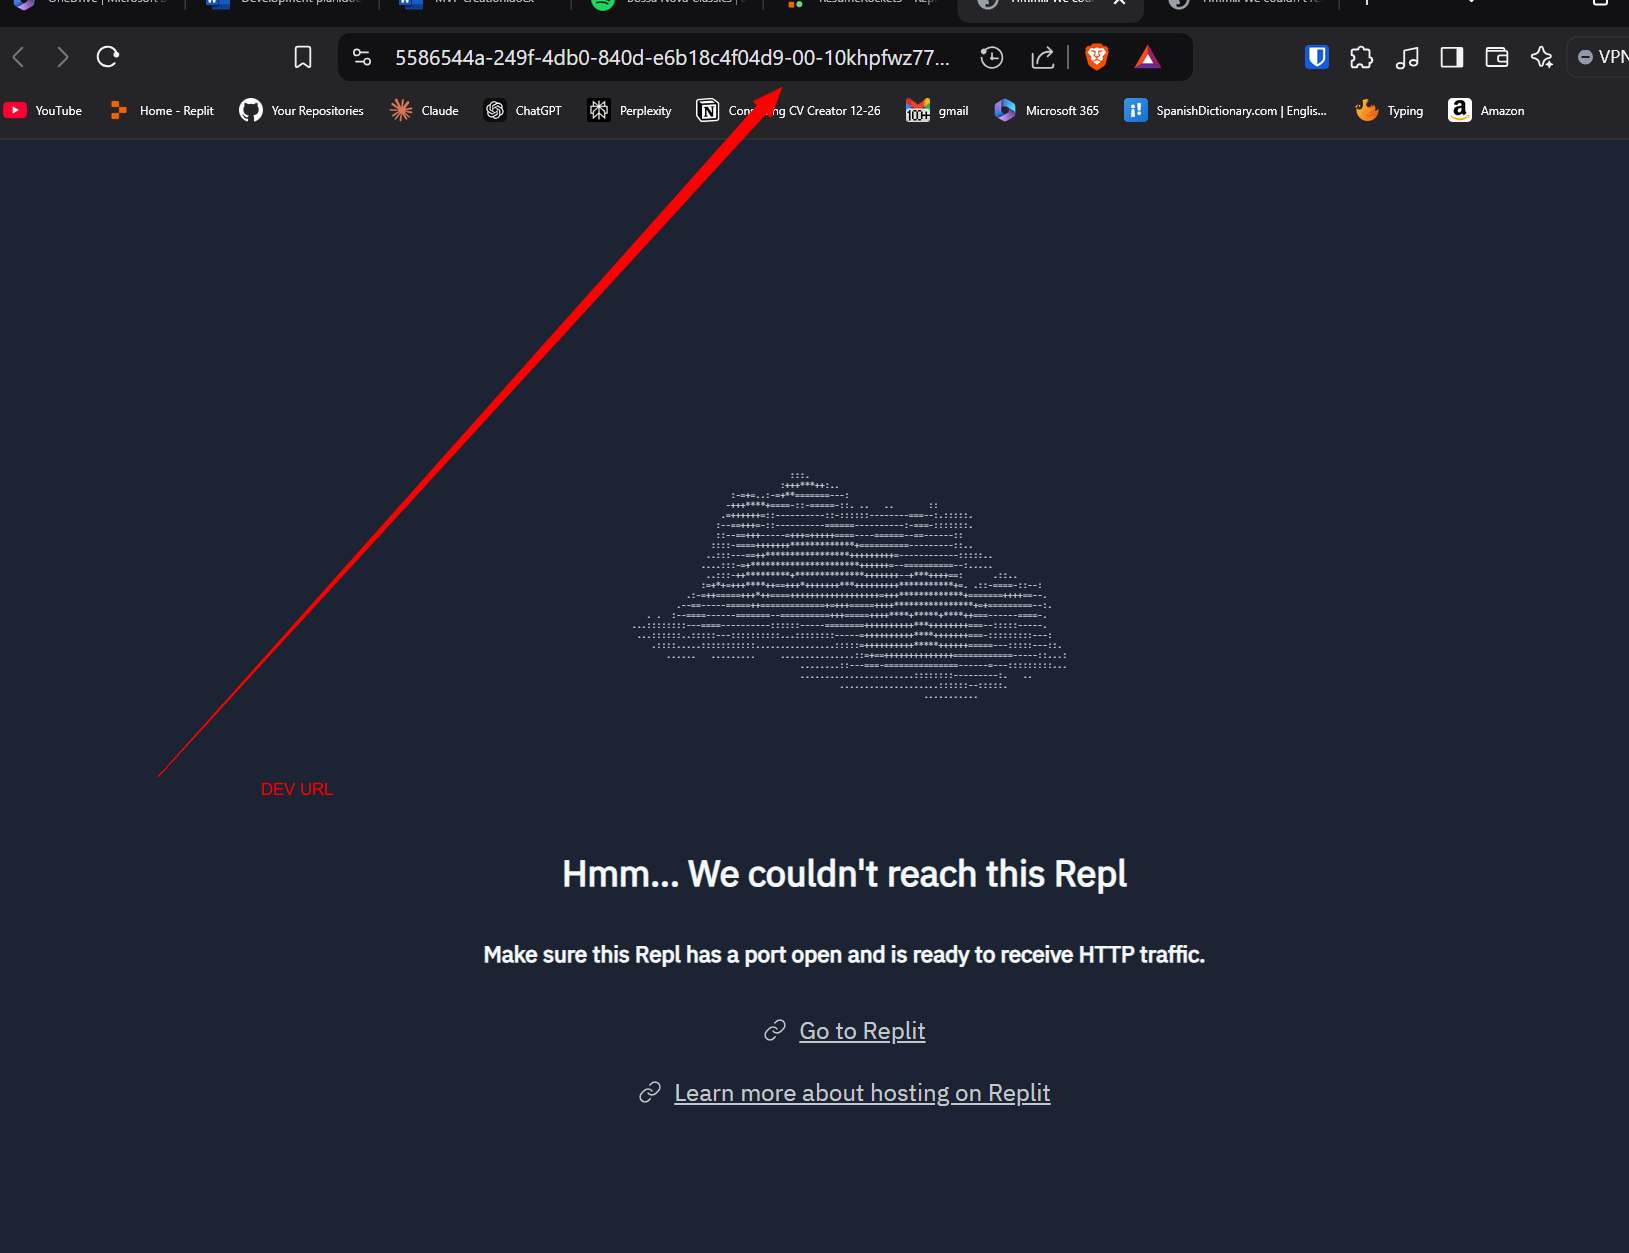 5586544a-249f-4db0-840d-e6b18c4f04d9-00-10khpfwz77...
VPN
YouTube
Home - Replit
Your Repositories
Claude
ChatGPT
Perplexity
CV Creator 12-26
100+
gmail
Microsoft 365
SpanishDictionary.com | Englis...
Typing
Amazon
DEV URL
Hmm... We couldn't reach this Repl
Make sure this Repl has a port open and is ready to receive HTTP traffic.
Go to Replit
Learn more about hosting on Replit